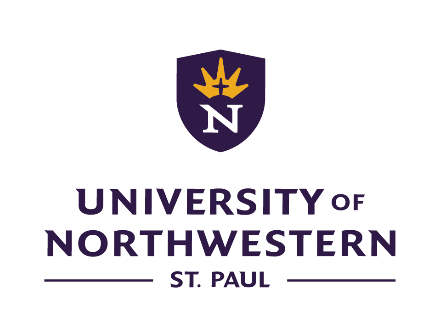 N
UNIVERSITY OF
NORTHWESTERN
ST. PAUL